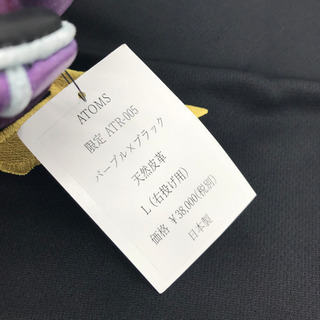 ATOMS
限定 ATR-005
パープル×ブラック
天然皮革
L(右投げ用)
価格 ¥38,000(税別)
日本製